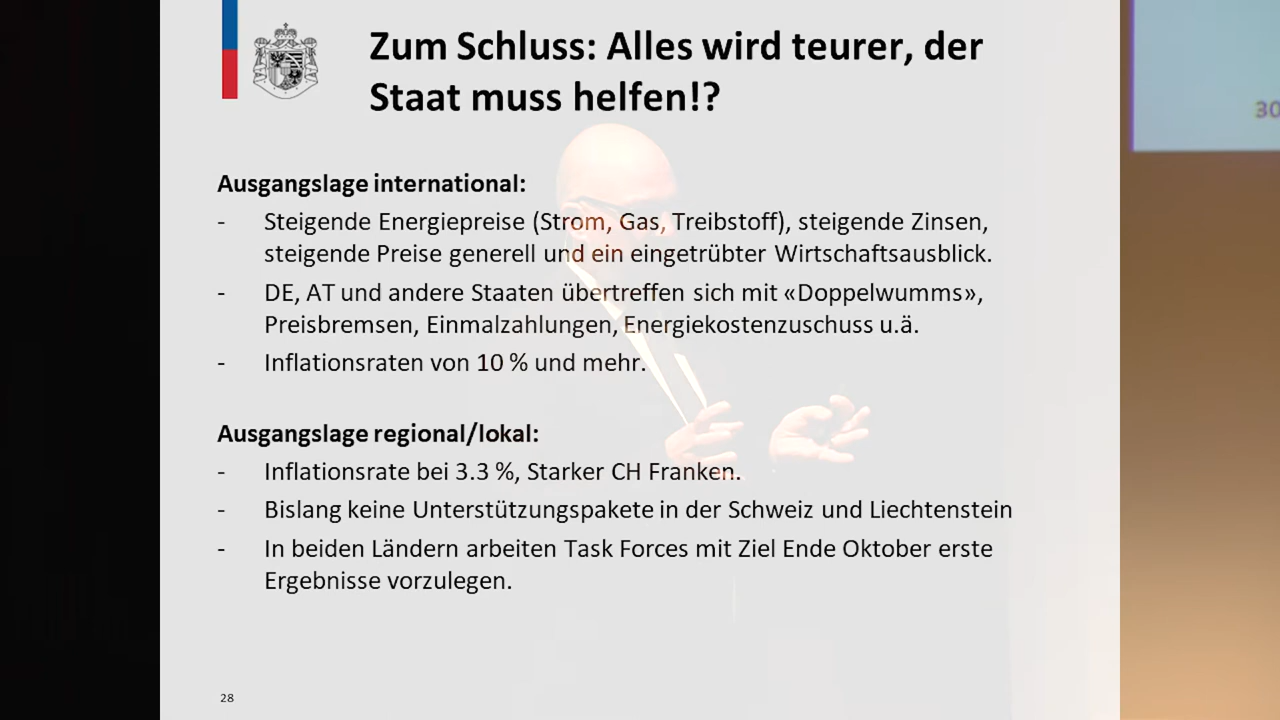 Zum Schluss: Alles wird teurer, der
Staat muss helfen!?
30
Ausgangslage international:
- Steigende Energiepreise (Strom, Gas, Treibstoff), steigende Zinsen,
steigende Preise generell und ein eingetrübter Wirtschaftsausblick.
- DE, AT und andere Staaten übertreffen sich mit «Doppelwumms»,
Preisbremsen, Einmalzahlungen, Energiekostenzuschuss u.ä.
- Inflationsraten von 10 % und mehr.
Ausgangslage regional/lokal:
- Inflationsrate bei 3.3 %, Starker CH Franken.
- Bislang keine Unterstützungspakete in der Schweiz und Liechtenstein
- In beiden Ländern arbeiten Task Forces mit Ziel Ende Oktober erste
Ergebnisse vorzulegen.
28